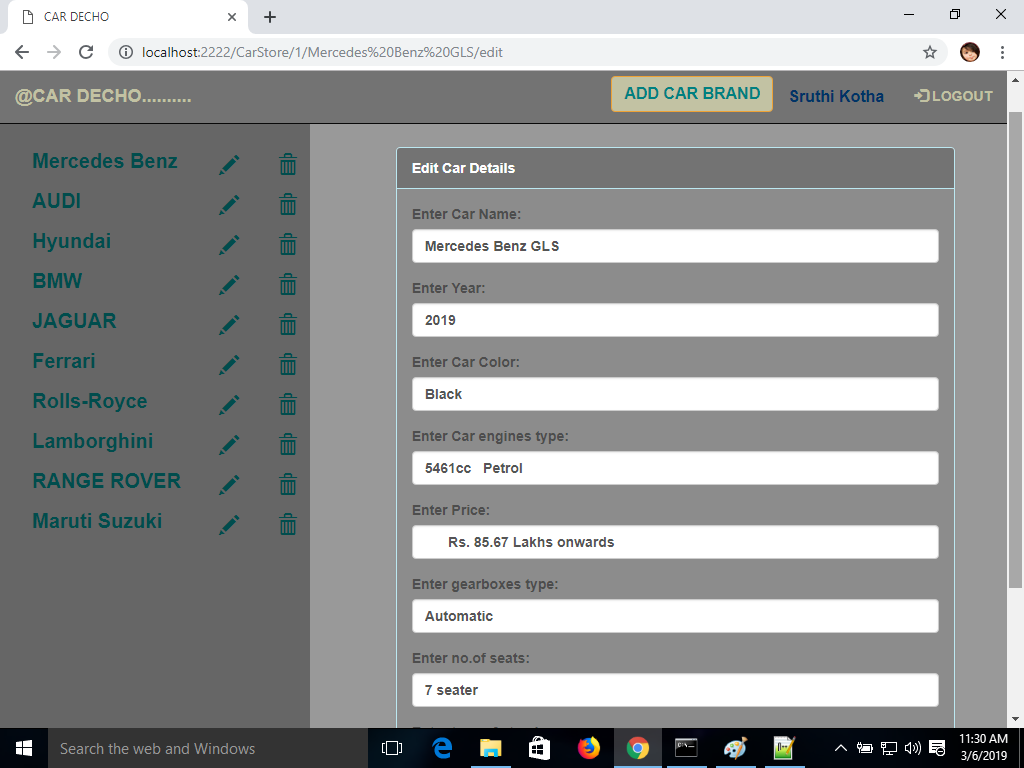 CAR DECHO
localhost:2222/CarStore/1/Mercedes%20Benz%20GLS/edit
@CAR DECHO..........
ADD CAR BRAND
Sruthi Kotha
LOGOUT
Mercedes Benz
AUDI
Hyundai
BMW
JAGUAR
Ferrari
Rolls-Royce
Lamborghini
RANGE ROVER
Maruti Suzuki
Edit Car Details
Enter Car Name:
Mercedes Benz GLS
Enter Year:
2019
Enter Car Color:
Black
Enter Car engines type:
5461cc   Petrol
Enter Price:
Rs. 85.67 Lakhs onwards
Enter gearboxes type:
Automatic
Enter no.of seats:
7 seater
Search the web and Windows
11:30 AM
3/6/2019